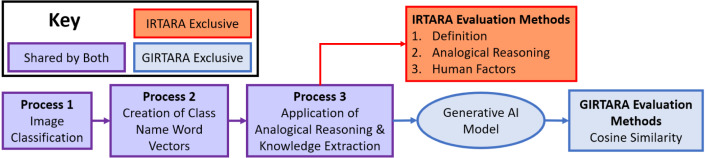 Key
IRTARA Exclusive
Shared by Both
GIRTARA Exclusive
IRTARA Evaluation Methods
1. Definition
2. Analogical Reasoning
3. Human Factors
Process 1
Image
Classification
Process 2
Creation of Class
Name Word
Vectors
Process 3
Application of
Analogical Reasoning &
Knowledge Extraction
Generative AI
Model
GIRTARA Evaluation
Methods
Cosine Similarity